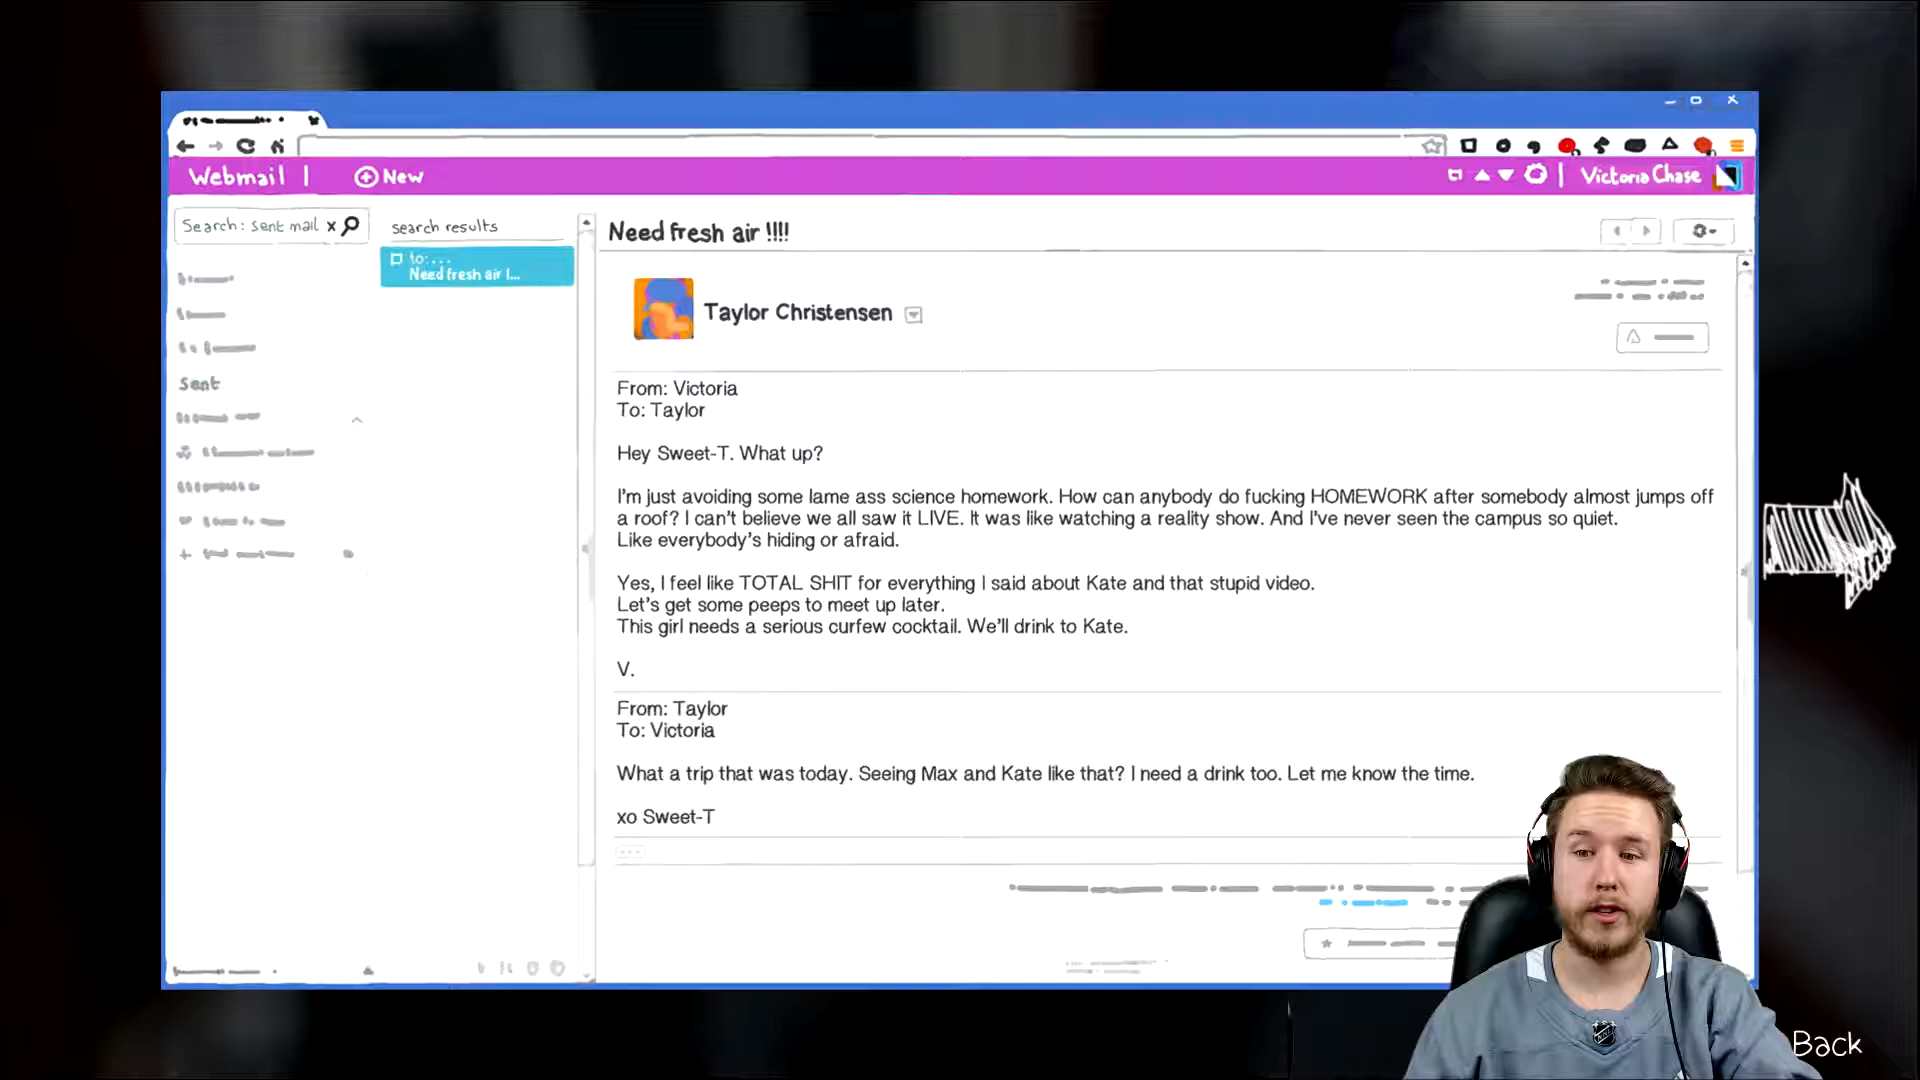 Webmail
New
Victoria Chase
Search: sent mail x
search results
to:...
Need fresh air !...
Sent
Need fresh air !!!!
Taylor Christensen
From: Victoria
To: Taylor
Hey Sweet-T. What up?
I'm just avoiding some lame ass science homework. How can anybody do fucking HOMEWORK after somebody almost jumps off
a roof? I can't believe we all saw it LIVE. It was like watching a reality show. And I've never seen the campus so quiet.
Like everybody's hiding or afraid.
Yes, I feel like TOTAL SHIT for everything I said about Kate and that stupid video.
Let's get some peeps to meet up later.
This girl needs a serious curfew cocktail. We'll drink to Kate.
V.
From: Taylor
To: Victoria
What a trip that was today. Seeing Max and Kate like that? I need a drink too. Let me know the time.
xo Sweet-T
Back